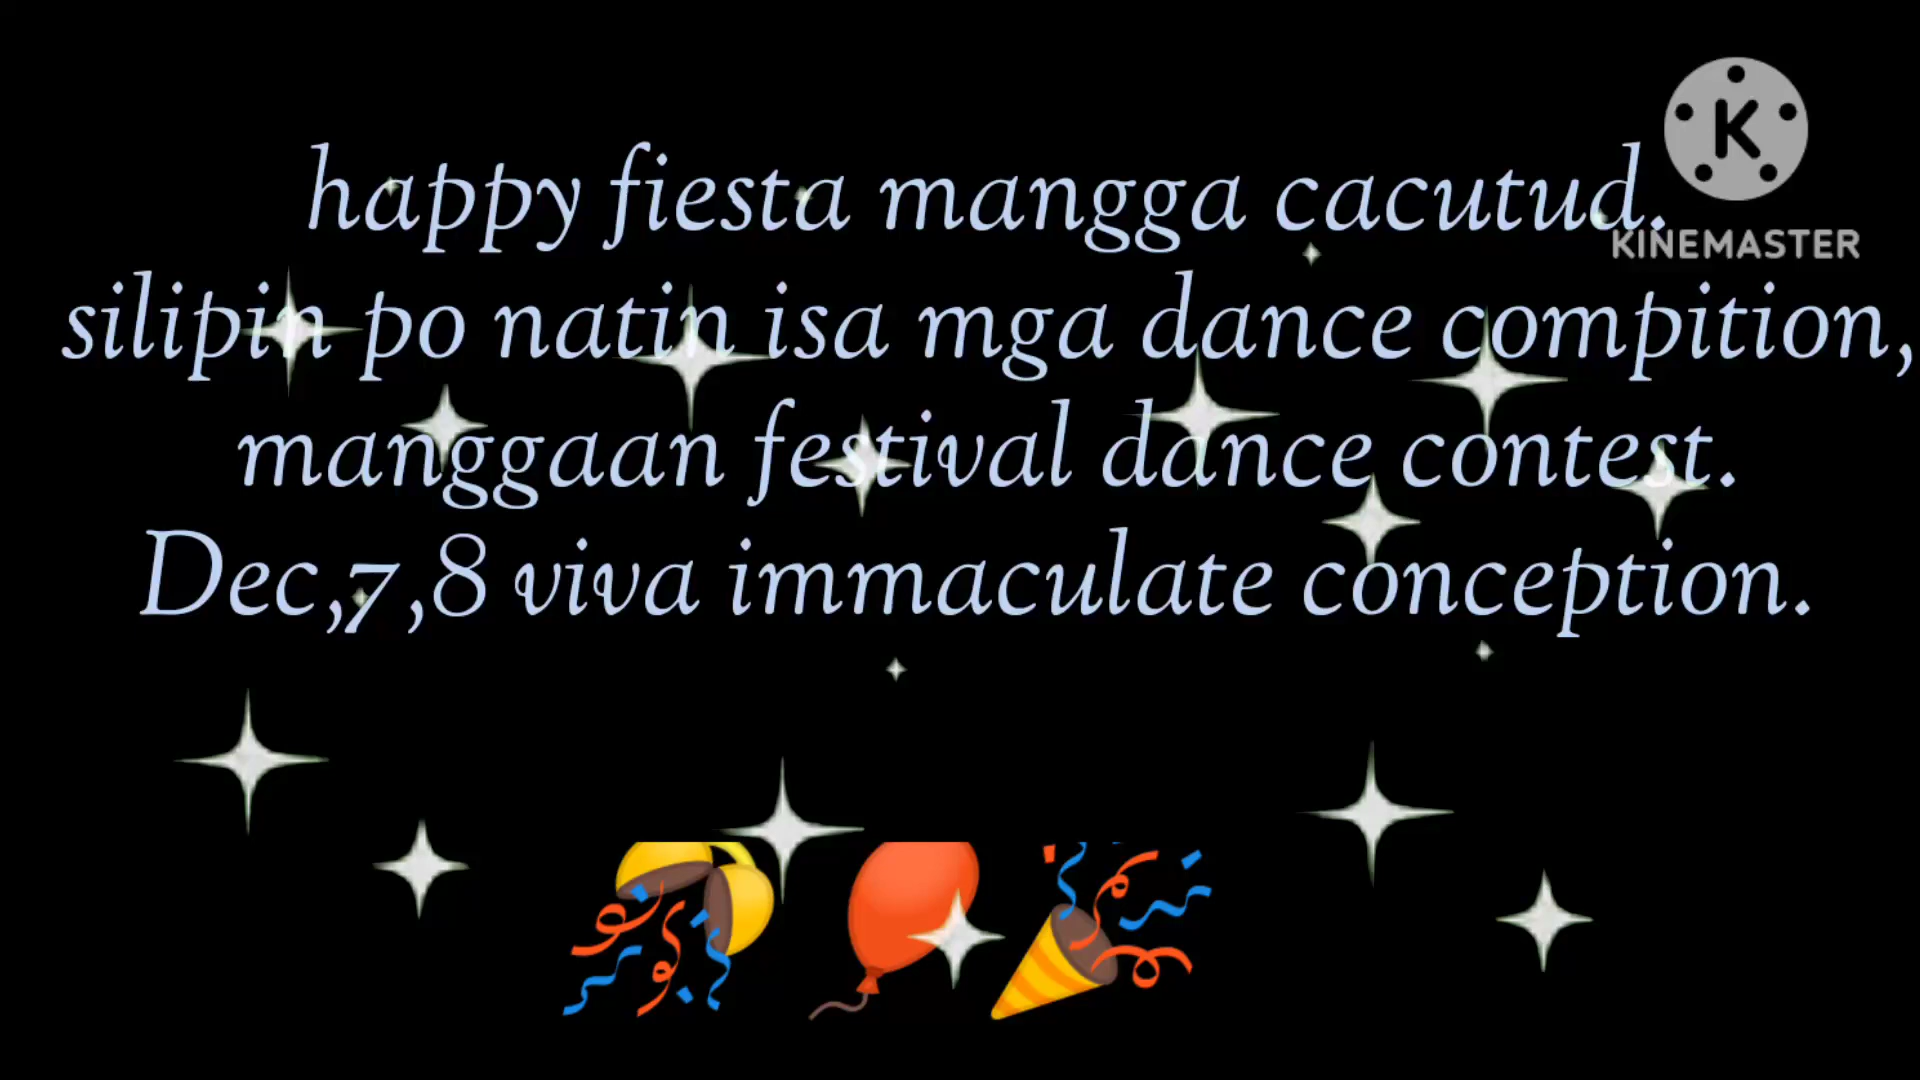 happy fiesta mangga cacutud.
KINEMASTER
silipin po natin isa mga dance compition,
manggaan festival dance contest.
Dec,7,8 viva immaculate conception.